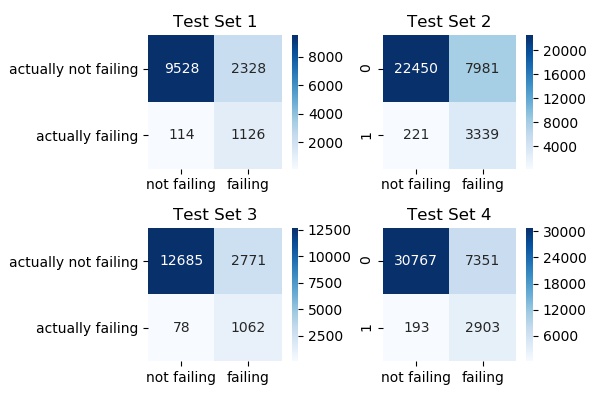 Test Set 1
actually not failing
9528
2328
actually failing
114
1126
not failing
failing
8000
6000
4000
2000
Test Set 2
0
22450
7981
1
221
3339
not failing
failing
20000
16000
12000
8000
4000
Test Set 3
actually not failing
12685
2771
actually failing
78
1062
not failing
failing
12500
10000
7500
5000
2500
Test Set 4
0
30767
7351
1
193
2903
not failing
failing
30000
24000
18000
12000
6000